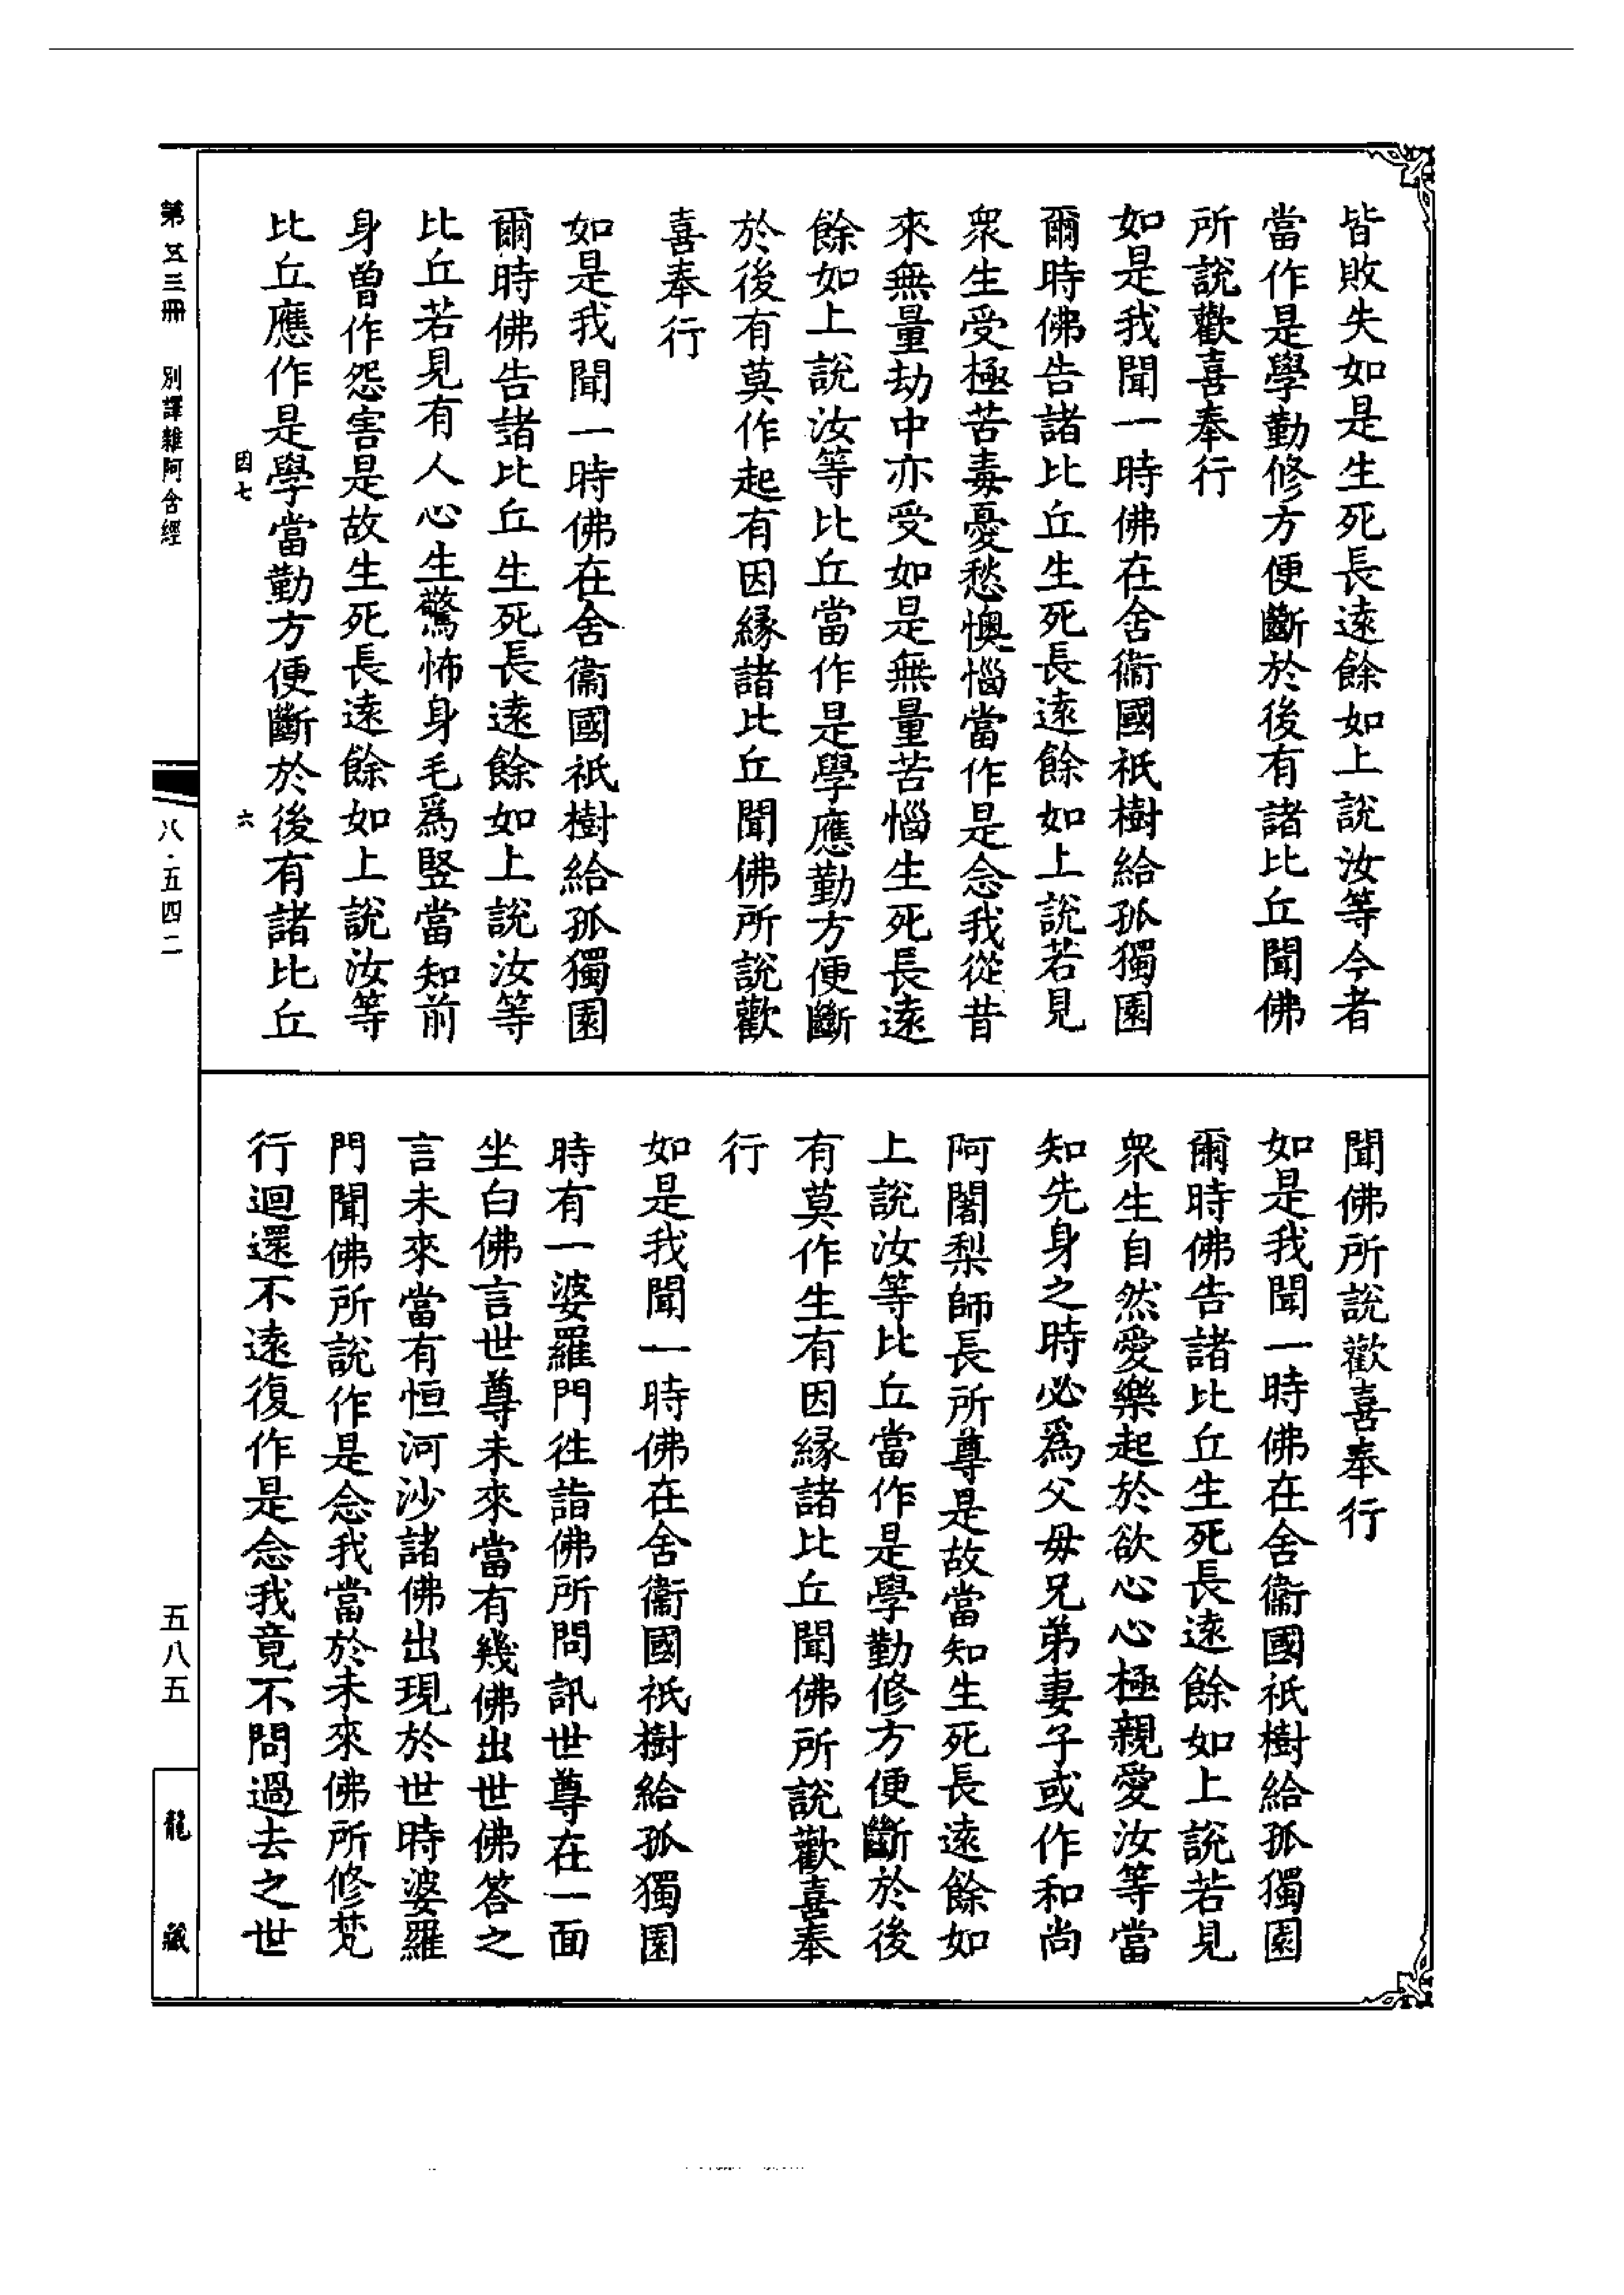 皆敗失如是生死長遠餘如上說汝等今者
當作是學勤修方便斷於後有諸比丘聞佛
所說歡喜奉行
如是我聞一時佛在舍衞國祇樹給孤獨園
爾時佛告諸比丘生死長遠餘如上說若見
衆生受極苦毒憂愁懊惱當作是念我從昔
來無量劫中亦受如是無量苦惱生死長遠
餘如上說汝等比丘當作是學應勤方便斷
於後有莫作起有因緣諸比丘聞佛所說歡
喜奉行
如是我聞一時佛在舍衞國祇樹給孤獨園
爾時佛告諸比丘生死長遠餘如上說汝等
比丘若見有人心生驚怖身毛爲竪當知前
身曾作怨害是故生死長遠餘如上說汝等
比丘應作是學當勤方便斷於後有諸比丘
因七
六
聞佛所說歡喜奉行
如是我聞一時佛在舍衞國祇樹給孤獨園
爾時佛告諸比丘生死長遠餘如上說若見
衆生自然愛樂起於欲心心極親愛汝等當
知先身之時必爲父母兄弟妻子或作和尚
阿闍梨師長所尊是故當知生死長遠餘如
上說汝等比丘當作是學勤修方便斷於後
有莫作生有因緣諸比丘聞佛所說歡喜奉
行
如是我聞一時佛在舍衞國祇樹給孤獨園
時有一婆羅門往詣佛所問訊世尊在一面
坐白佛言世尊未來當有幾佛出世佛答之
言未來當有恒河沙諸佛出現於世時婆羅
門聞佛所說作是念我當於未來佛所修梵
行迴還不遠復作是念我竟不問過去之世
第五三冊
別譯雜阿含經
八·五四二
五八五
龍藏